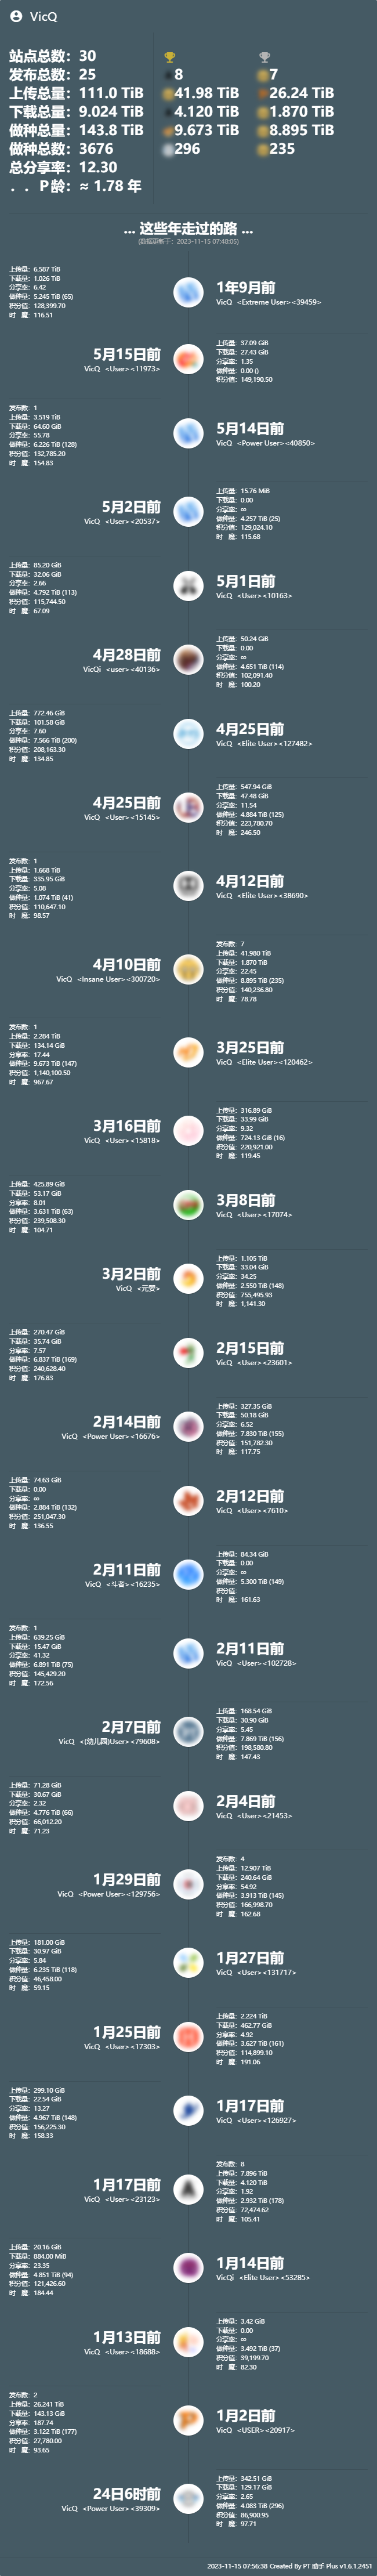 VicQ
站点总数: 30
发布总数: 25
上传总量: 111.0 TiB
下载总量: 9.024 TiB
做种总量: 143.8 TiB
做种总数: 3676
总分享率: 12.30
. . P龄: ≈ 1.78 年
8
41.98 TiB
4.120 TiB
9.673 TiB
296
7
26.24 TiB
1.870 TiB
8.895 TiB
235
... 这些年走过的路 ...
(数据更新于: 2023-11-15 07:48:05)
上传量: 6.587 TiB
下载量: 1.026 TiB
分享率: 6.42
做种量: 5.245 TiB (65)
积分值: 128,399.70
时 魔: 116.51
1年9月前
VicQ <Extreme User><39459>
5月15日前
VicQ <User><11973>
上传量: 37.09 GiB
下载量: 27.43 GiB
分享率: 1.35
做种量: 0.00 ()
积分值: 149,190.50
发布数: 1
上传量: 3.519 TiB
下载量: 64.60 GiB
分享率: 55.78
做种量: 6.226 TiB (128)
积分值: 132,785.20
时 魔: 154.83
5月14日前
VicQ <Power User><40850>
5月2日前
VicQ <User><20537>
上传量: 15.76 MiB
下载量: 0.00
分享率: ∞
做种量: 4.257 TiB (25)
积分值: 129,024.10
时 魔: 115.68
上传量: 85.20 GiB
下载量: 32.06 GiB
分享率: 2.66
做种量: 4.792 TiB (113)
积分值: 115,744.50
时 魔: 67.09
5月1日前
VicQ <User><10163>
4月28日前
VicQi <user><40136>
上传量: 50.24 GiB
下载量: 0.00
分享率: ∞
做种量: 4.651 TiB (114)
积分值: 102,091.40
时 魔: 100.20
上传量: 772.46 GiB
下载量: 101.58 GiB
分享率: 7.60
做种量: 7.566 TiB (200)
积分值: 208,163.30
时 魔: 134.85
4月25日前
VicQ <Elite User><127482>
4月25日前
VicQ <User><15145>
上传量: 547.94 GiB
下载量: 47.48 GiB
分享率: 11.54
做种量: 4.884 TiB (125)
积分值: 223,780.70
时 魔: 246.50
发布数: 1
上传量: 1.668 TiB
下载量: 335.95 GiB
分享率: 5.08
做种量: 1.074 TiB (41)
积分值: 110,647.10
时 魔: 98.57
4月12日前
VicQ <Elite User><38690>
4月10日前
VicQ <Insane User><300720>
发布数: 7
上传量: 41.980 TiB
下载量: 1.870 TiB
分享率: 22.45
做种量: 8.895 TiB (235)
积分值: 140,236.80
时 魔: 78.78
发布数: 1
上传量: 2.284 TiB
下载量: 134.14 GiB
分享率: 17.44
做种量: 9.673 TiB (147)
积分值: 1,140,100.50
时 魔: 967.67
3月25日前
VicQ <Elite User><120462>
3月16日前
VicQ <User><15818>
上传量: 316.89 GiB
下载量: 33.99 GiB
分享率: 9.32
做种量: 724.13 GiB (16)
积分值: 220,921.00
时 魔: 119.45
上传量: 425.89 GiB
下载量: 53.17 GiB
分享率: 8.01
做种量: 3.631 TiB (63)
积分值: 239,508.30
时 魔: 104.71
3月8日前
VicQ <User><17074>
3月2日前
VicQ <元婴>
上传量: 1.105 TiB
下载量: 33.04 GiB
分享率: 34.25
做种量: 2.550 TiB (148)
积分值: 755,495.93
时 魔: 1,141.30
上传量: 270.47 GiB
下载量: 35.74 GiB
分享率: 7.57
做种量: 6.837 TiB (169)
积分值: 240,628.40
时 魔: 176.83
2月15日前
VicQ <User><23601>
2月14日前
VicQ <Power User><16676>
上传量: 327.35 GiB
下载量: 50.18 GiB
分享率: 6.52
做种量: 7.830 TiB (155)
积分值: 151,782.30
时 魔: 117.75
上传量: 74.63 GiB
下载量: 0.00
分享率: ∞
做种量: 2.884 TiB (132)
积分值: 251,047.30
时 魔: 136.55
2月12日前
VicQ <User><7610>
2月11日前
VicQ <斗者><16235>
上传量: 84.34 GiB
下载量: 0.00
分享率: ∞
做种量: 5.300 TiB (149)
积分值:
时 魔: 161.63
发布数: 1
上传量: 639.25 GiB
下载量: 15.47 GiB
分享率: 41.32
做种量: 6.891 TiB (75)
积分值: 145,429.20
时 魔: 172.56
2月11日前
VicQ <User><102728>
2月7日前
VicQ <(幼儿园)User><79608>
上传量: 168.54 GiB
下载量: 30.90 GiB
分享率: 5.45
做种量: 7.869 TiB (156)
积分值: 198,580.80
时 魔: 147.43
上传量: 71.28 GiB
下载量: 30.67 GiB
分享率: 2.32
做种量: 4.776 TiB (66)
积分值: 66,012.20
时 魔: 71.23
2月4日前
VicQ <User><21453>
1月29日前
VicQ <Power User><129756>
发布数: 4
上传量: 12.907 TiB
下载量: 240.64 GiB
分享率: 54.92
做种量: 3.913 TiB (145)
积分值: 166,998.70
时 魔: 162.68
上传量: 181.00 GiB
下载量: 30.97 GiB
分享率: 5.84
做种量: 6.235 TiB (118)
积分值: 46,458.00
时 魔: 59.15
1月27日前
VicQ <User><131717>
1月25日前
VicQ <User><17303>
上传量: 2.224 TiB
下载量: 462.77 GiB
分享率: 4.92
做种量: 3.627 TiB (161)
积分值: 114,899.10
时 魔: 191.06
上传量: 299.10 GiB
下载量: 22.54 GiB
分享率: 13.27
做种量: 4.967 TiB (148)
积分值: 156,225.30
时 魔: 158.33
1月17日前
VicQ <User><126927>
1月17日前
VicQ <User><23123>
发布数: 8
上传量: 7.896 TiB
下载量: 4.120 TiB
分享率: 1.92
做种量: 2.932 TiB (178)
积分值: 72,474.62
时 魔: 105.41
上传量: 20.16 GiB
下载量: 884.00 MiB
分享率: 23.35
做种量: 4.851 TiB (94)
积分值: 121,426.60
时 魔: 184.44
1月14日前
VicQi <Elite User><53285>
1月13日前
VicQ <User><18688>
上传量: 3.42 GiB
下载量: 0.00
分享率: ∞
做种量: 3.492 TiB (37)
积分值: 39,199.70
时 魔: 82.30
发布数: 2
上传量: 26.241 TiB
下载量: 143.13 GiB
分享率: 187.74
做种量: 3.122 TiB (177)
积分值: 27,780.00
时 魔: 93.65
1月2日前
VicQ <USER><20917>
24日6时前
VicQ <Power User><39309>
上传量: 342.51 GiB
下载量: 129.17 GiB
分享率: 2.65
做种量: 4.083 TiB (296)
积分值: 86,900.95
时 魔: 97.71
2023-11-15 07:56:38 Created By PT 助手 Plus v1.6.1.2451